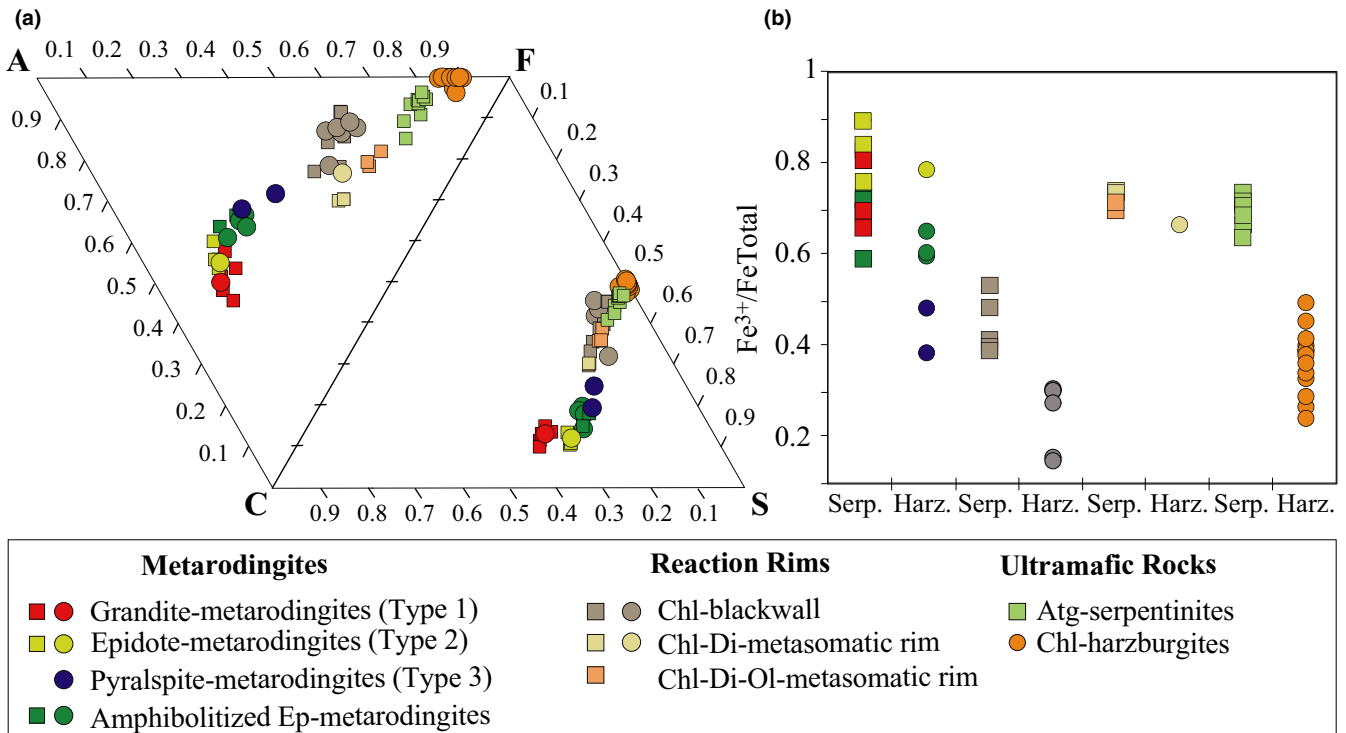 (a)
(b)
0.1 0.2 0.3 0.4 0.5 0.6 0.7 0.8 0.9
A
F
0.9
0.8
0.7
0.6
0.5
0.4
0.3
0.2
0.1
0.1
0.2
0.3
0.4
0.5
0.6
0.7
0.8
0.9
C
S
0.9 0.8 0.7 0.6 0.5 0.4 0.3 0.2 0.1
Fe3+/FeTotal
1
0.8
0.6
0.4
0.2
Serp. Harz. Serp. Harz. Serp. Harz. Serp. Harz.
Metarodingites
Grandite-metarodingites (Type 1)
Epidote-metarodingites (Type 2)
Pyralspite-metarodingites (Type 3)
Amphibolitized Ep-metarodingites
Reaction Rims
Chl-blackwall
Chl-Di-metasomatic rim
Chl-Di-Ol-metasomatic rim
Ultramafic Rocks
Atg-serpentinites
Chl-harzburgites